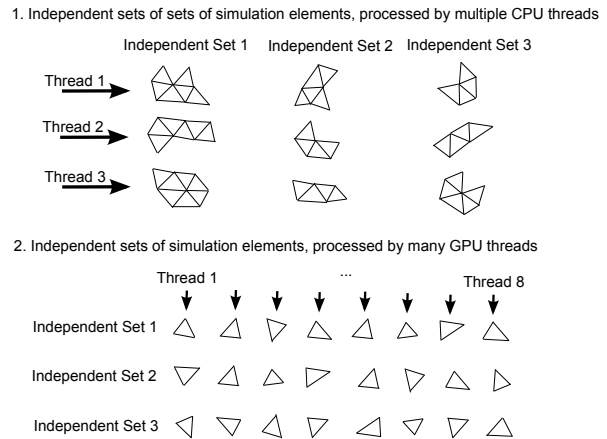 1. Independent sets of sets of simulation elements, processed by multiple CPU threads
Independent Set 1 Independent Set 2 Independent Set 3
Thread 1
Thread 2
Thread 3
2. Independent sets of simulation elements, processed by many GPU threads
Thread 1 ... Thread 8
Independent Set 1
Independent Set 2
Independent Set 3